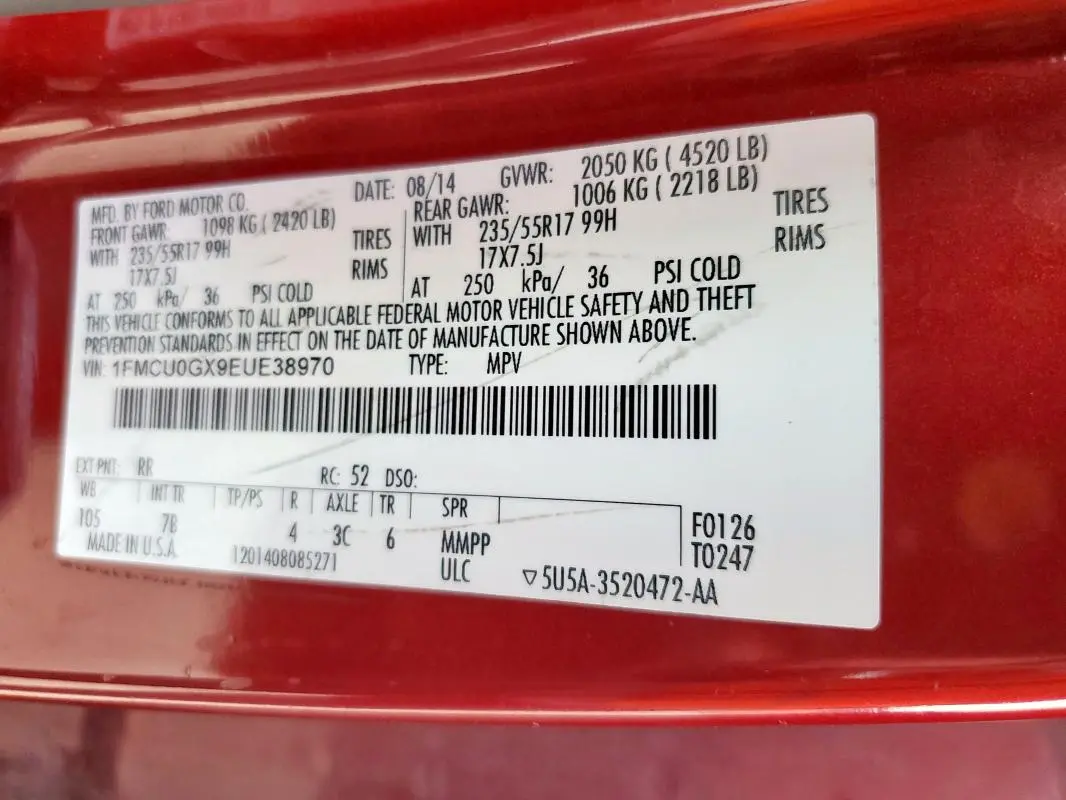 MFD. BY FORD MOTOR CO. DATE: 08/14 GVWR: 2050 KG ( 4520 LB)
FRONT GAWR: 1098 KG ( 2420 LB) REAR GAWR: 1006 KG ( 2218 LB)
WITH 235/55R17 99H TIRES WITH 235/55R17 99H TIRES
17X7.5J RIMS 17X7.5J RIMS
AT 250 kPa/ 36 PSI COLD AT 250 kPa/ 36 PSI COLD
THIS VEHICLE CONFORMS TO ALL APPLICABLE FEDERAL MOTOR VEHICLE SAFETY AND THEFT
PREVENTION STANDARDS IN EFFECT ON THE DATE OF MANUFACTURE SHOWN ABOVE.
VIN: 1FMCU0GX9EUE38970 TYPE: MPV
EXT PNT: RR RC: 52 DSO:
WB INT TR TP/PS R AXLE TR SPR
105 7B 4 3C 6 MMPP F0126
MADE IN U.S.A. 1201408085271 ULC T0247
▽5U5A-3520472-AA